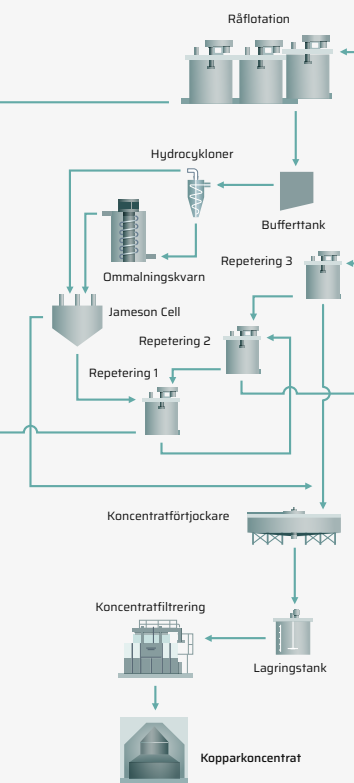 Råflotation
Hydrocykloner
Bufferttank
Repetering 3
Ommalningskvarn
Jameson Cell
Repetering 2
Repetering 1
Koncentratförtjockare
Koncentratfiltrering
Lagringstank
Kopparkoncentrat